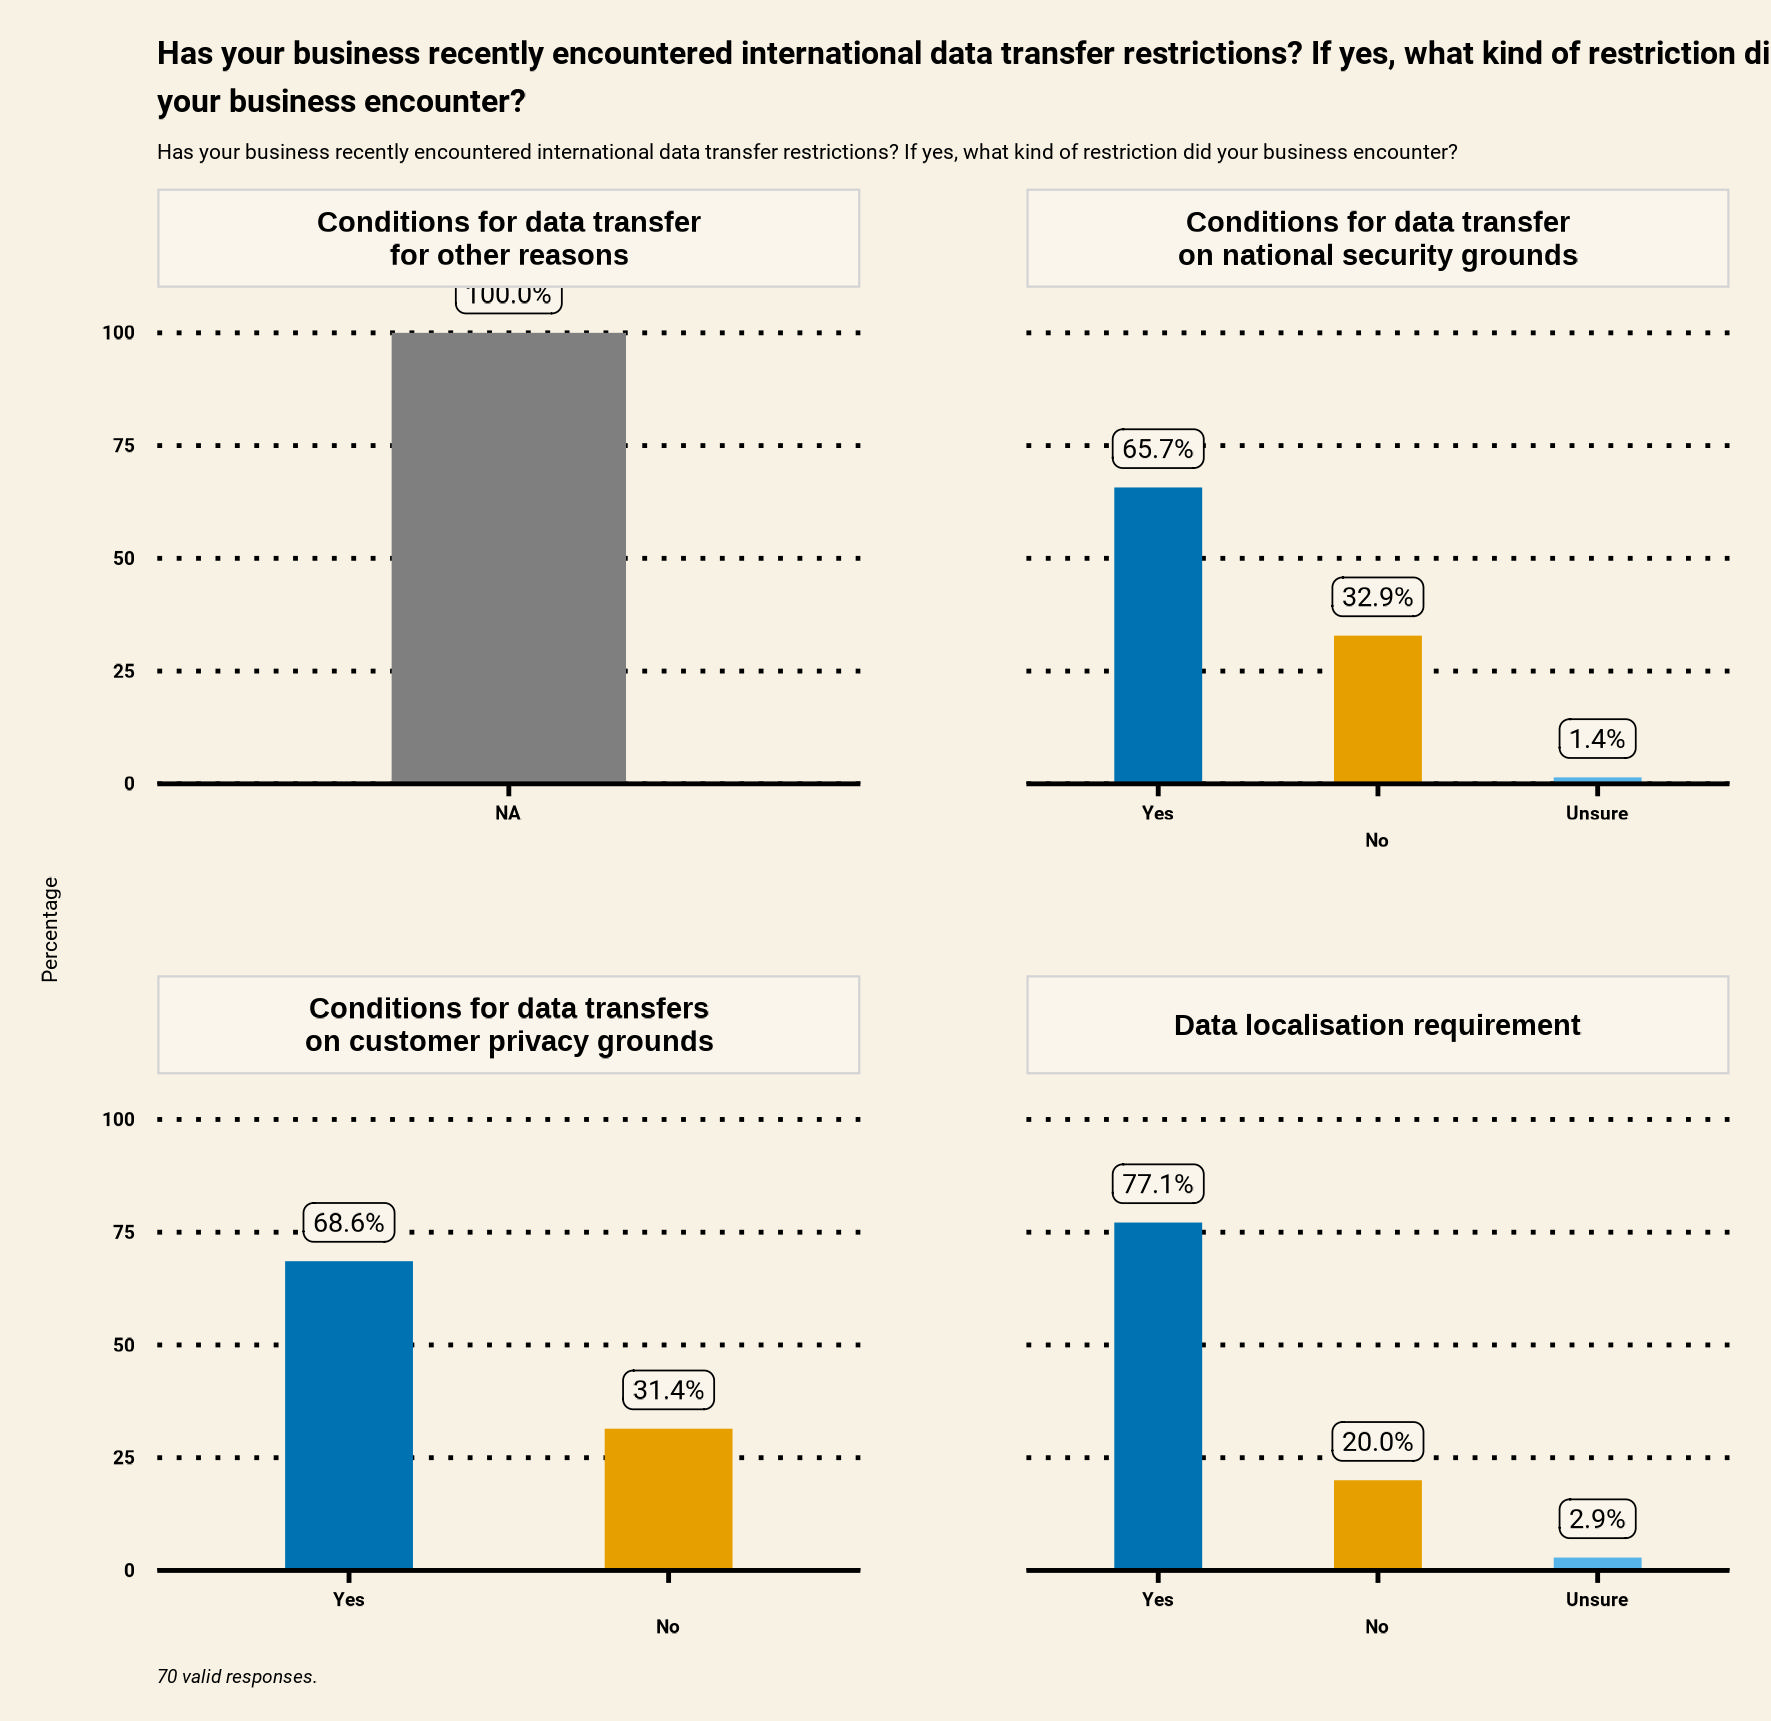 Has your business recently encountered international data transfer restrictions? If yes, what kind of restriction di
your business encounter?
Has your business recently encountered international data transfer restrictions? If yes, what kind of restriction did your business encounter?
Conditions for data transfer
for other reasons
100.0%
100
75
50
25
0
NA
Conditions for data transfer
on national security grounds
65.7%
32.9%
1.4%
Yes
No
Unsure
Percentage
Conditions for data transfers
on customer privacy grounds
100
75
50
25
0
68.6%
31.4%
Yes
No
Data localisation requirement
77.1%
20.0%
2.9%
Yes
No
Unsure
70 valid responses.